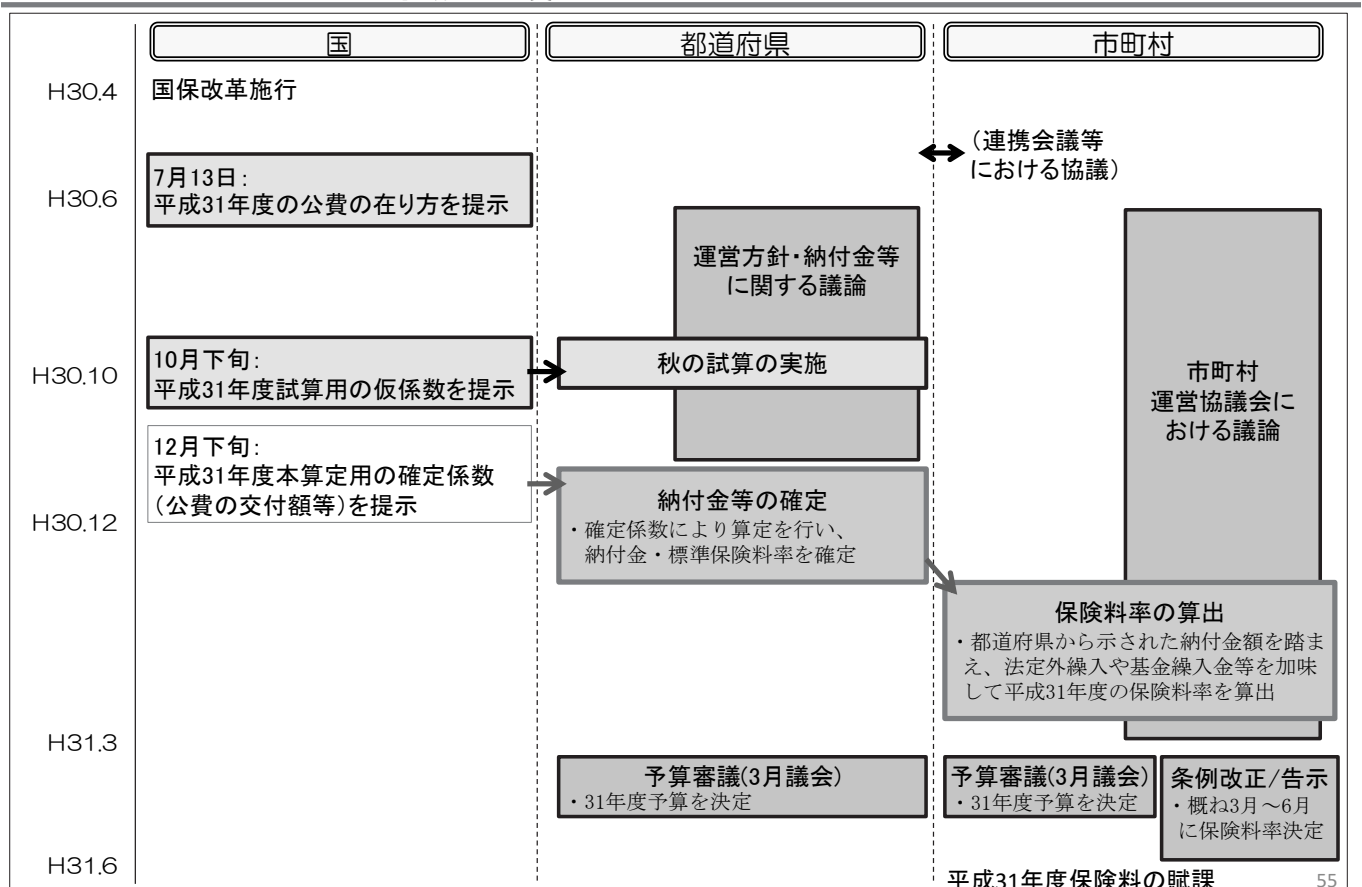 国
都道府県
市町村
H30.4
国保改革施行
（連携会議等
における協議）
H30.6
7月13日：
平成31年度の公費の在り方を提示
運営方針・納付金等
に関する議論
H30.10
10月下旬：
平成31年度試算用の仮係数を提示
秋の試算の実施
市町村
運営協議会に
おける議論
12月下旬：
平成31年度本算定用の確定係数
（公費の交付額等）を提示
H30.12
納付金等の確定
・確定係数により算定を行い、
納付金・標準保険料率を確定
保険料率の算出
・都道府県から示された納付金額を踏ま
え、法定外繰入や基金繰入金等を加味
して平成31年度の保険料率を算出
H31.3
予算審議(3月議会)
・31年度予算を決定
予算審議(3月議会)
・31年度予算を決定
条例改正/告示
・概ね3月～6月
に保険料率決定
H31.6
平成31年度保険料の賦課
55